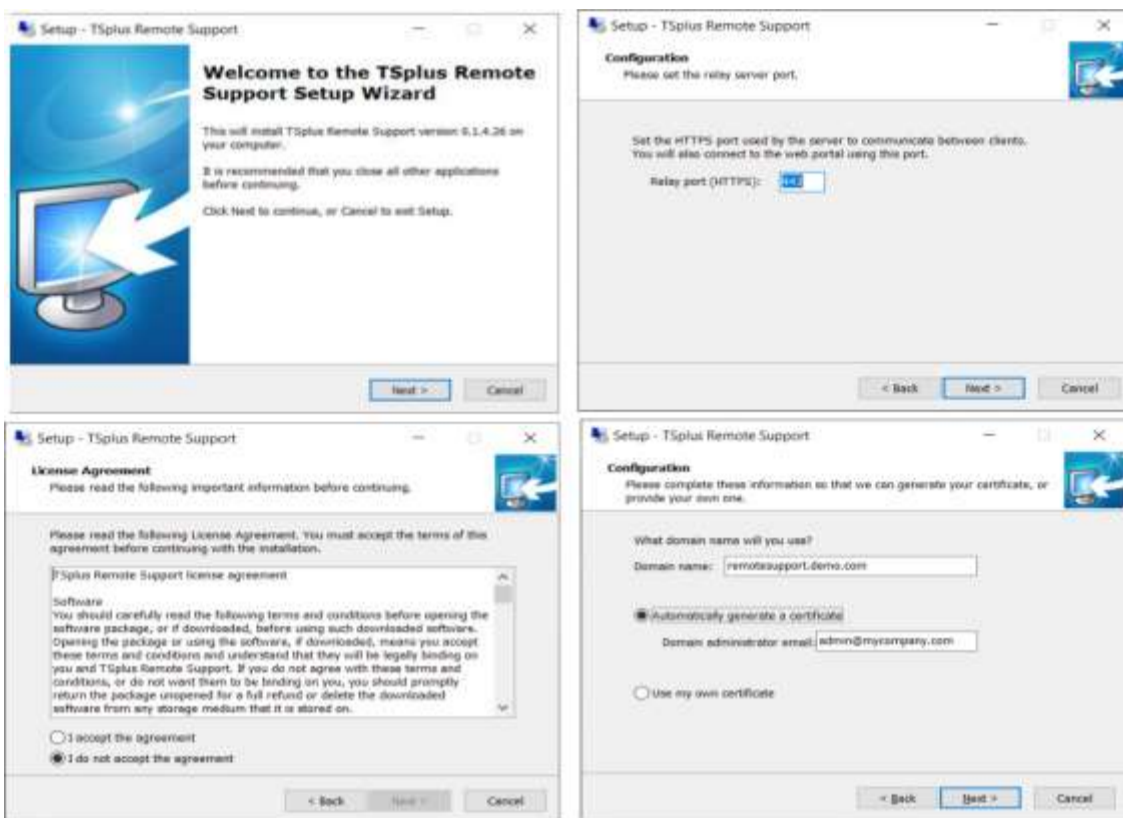 Setup - TSplus Remote Support
Welcome to the TSplus Remote
Support Setup Wizard
This will install TSplus Remote Support version 0.1.4.26 on
your computer.
It is recommended that you close all other applications
before continuing.
Click Next to continue, or Cancel to exit Setup.
Next >
Cancel
Setup - TSplus Remote Support
Configuration
Please set the relay server port.
Set the HTTPS port used by the server to communicate between clients.
You will also connect to the web portal using this port.
Relay port (HTTPS): 443
< Back
Next >
Cancel
Setup - TSplus Remote Support
License Agreement
Please read the following important information before continuing.
Please read the following License Agreement. You must accept the terms of this
agreement before continuing with the installation.
TSplus Remote Support license agreement
Software
You should carefully read the following terms and conditions before opening the
software package, or if downloaded, before using such downloaded software.
Opening the package or using the software, if downloaded, means you accept
these terms and conditions and understand that they will be legally binding on
you and TSplus Remote Support. If you do not agree with these terms and
conditions, or do not want them to be binding on you, you should promptly
return the package unopened for a full refund or delete the downloaded
software from any storage medium that it is stored on.
I accept the agreement
I do not accept the agreement
< Back
Next >
Cancel
Setup - TSplus Remote Support
Configuration
Please complete these information so that we can generate your certificate, or
provide your own one.
What domain name will you use?
Domain name: remotesupport.demo.com
Automatically generate a certificate
Domain administrator email: admin@mycompany.com
Use my own certificate
< Back
Next >
Cancel